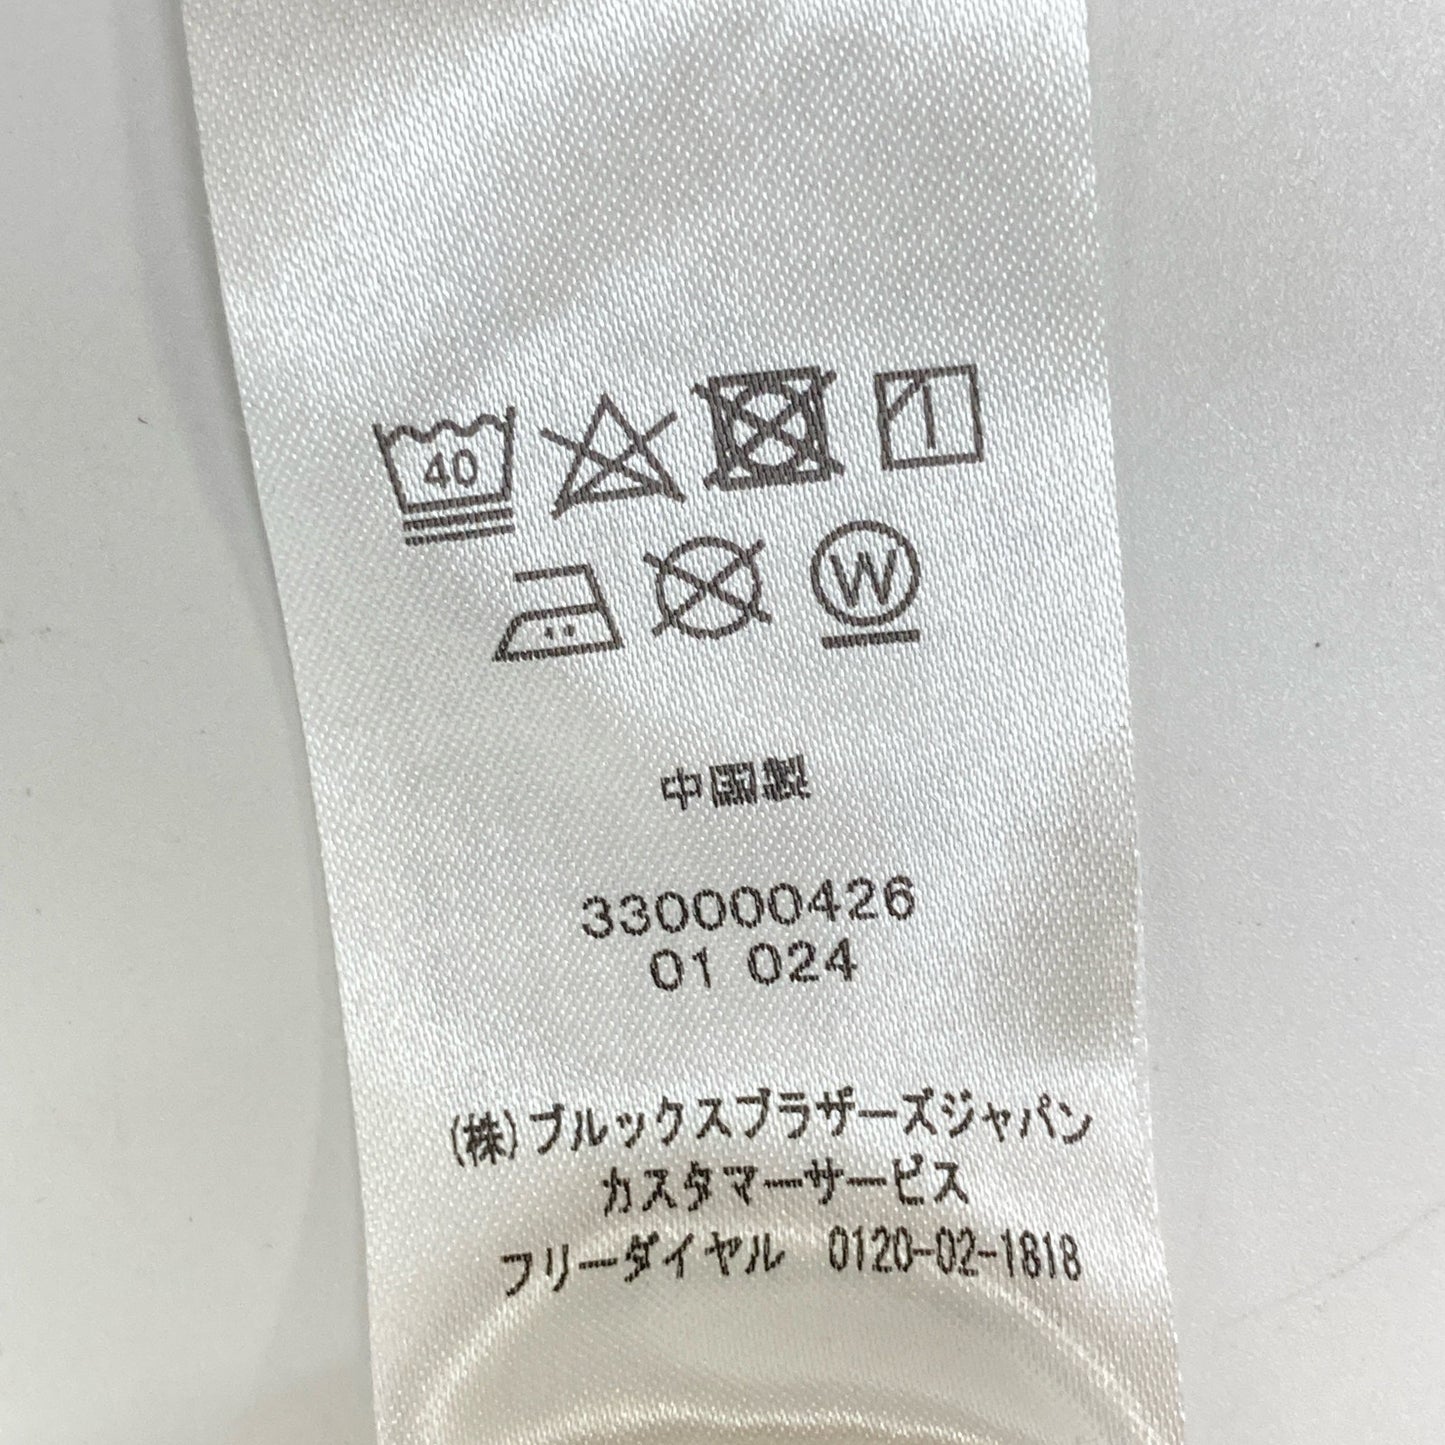 40
W
中国製
330000426
01 024
(株)ブルックスブラザーズジャパン
カスタマーサービス
フリーダイヤル 0120-02-1818